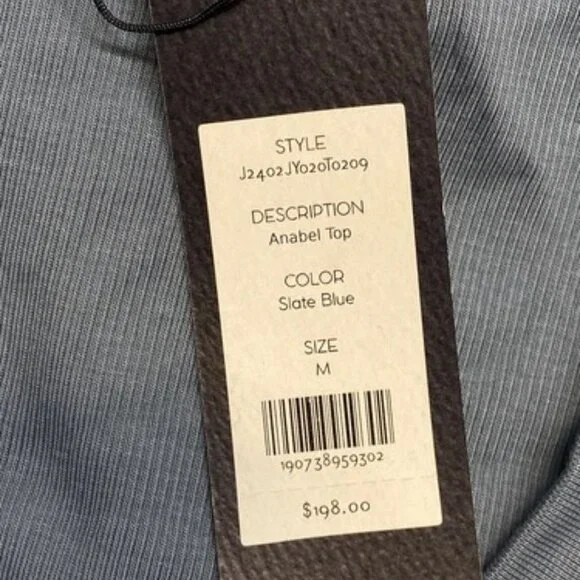 STYLE
J2402JY020T0209
DESCRIPTION
Anabel Top
COLOR
Slate Blue
SIZE
M
190738959302
$198.00